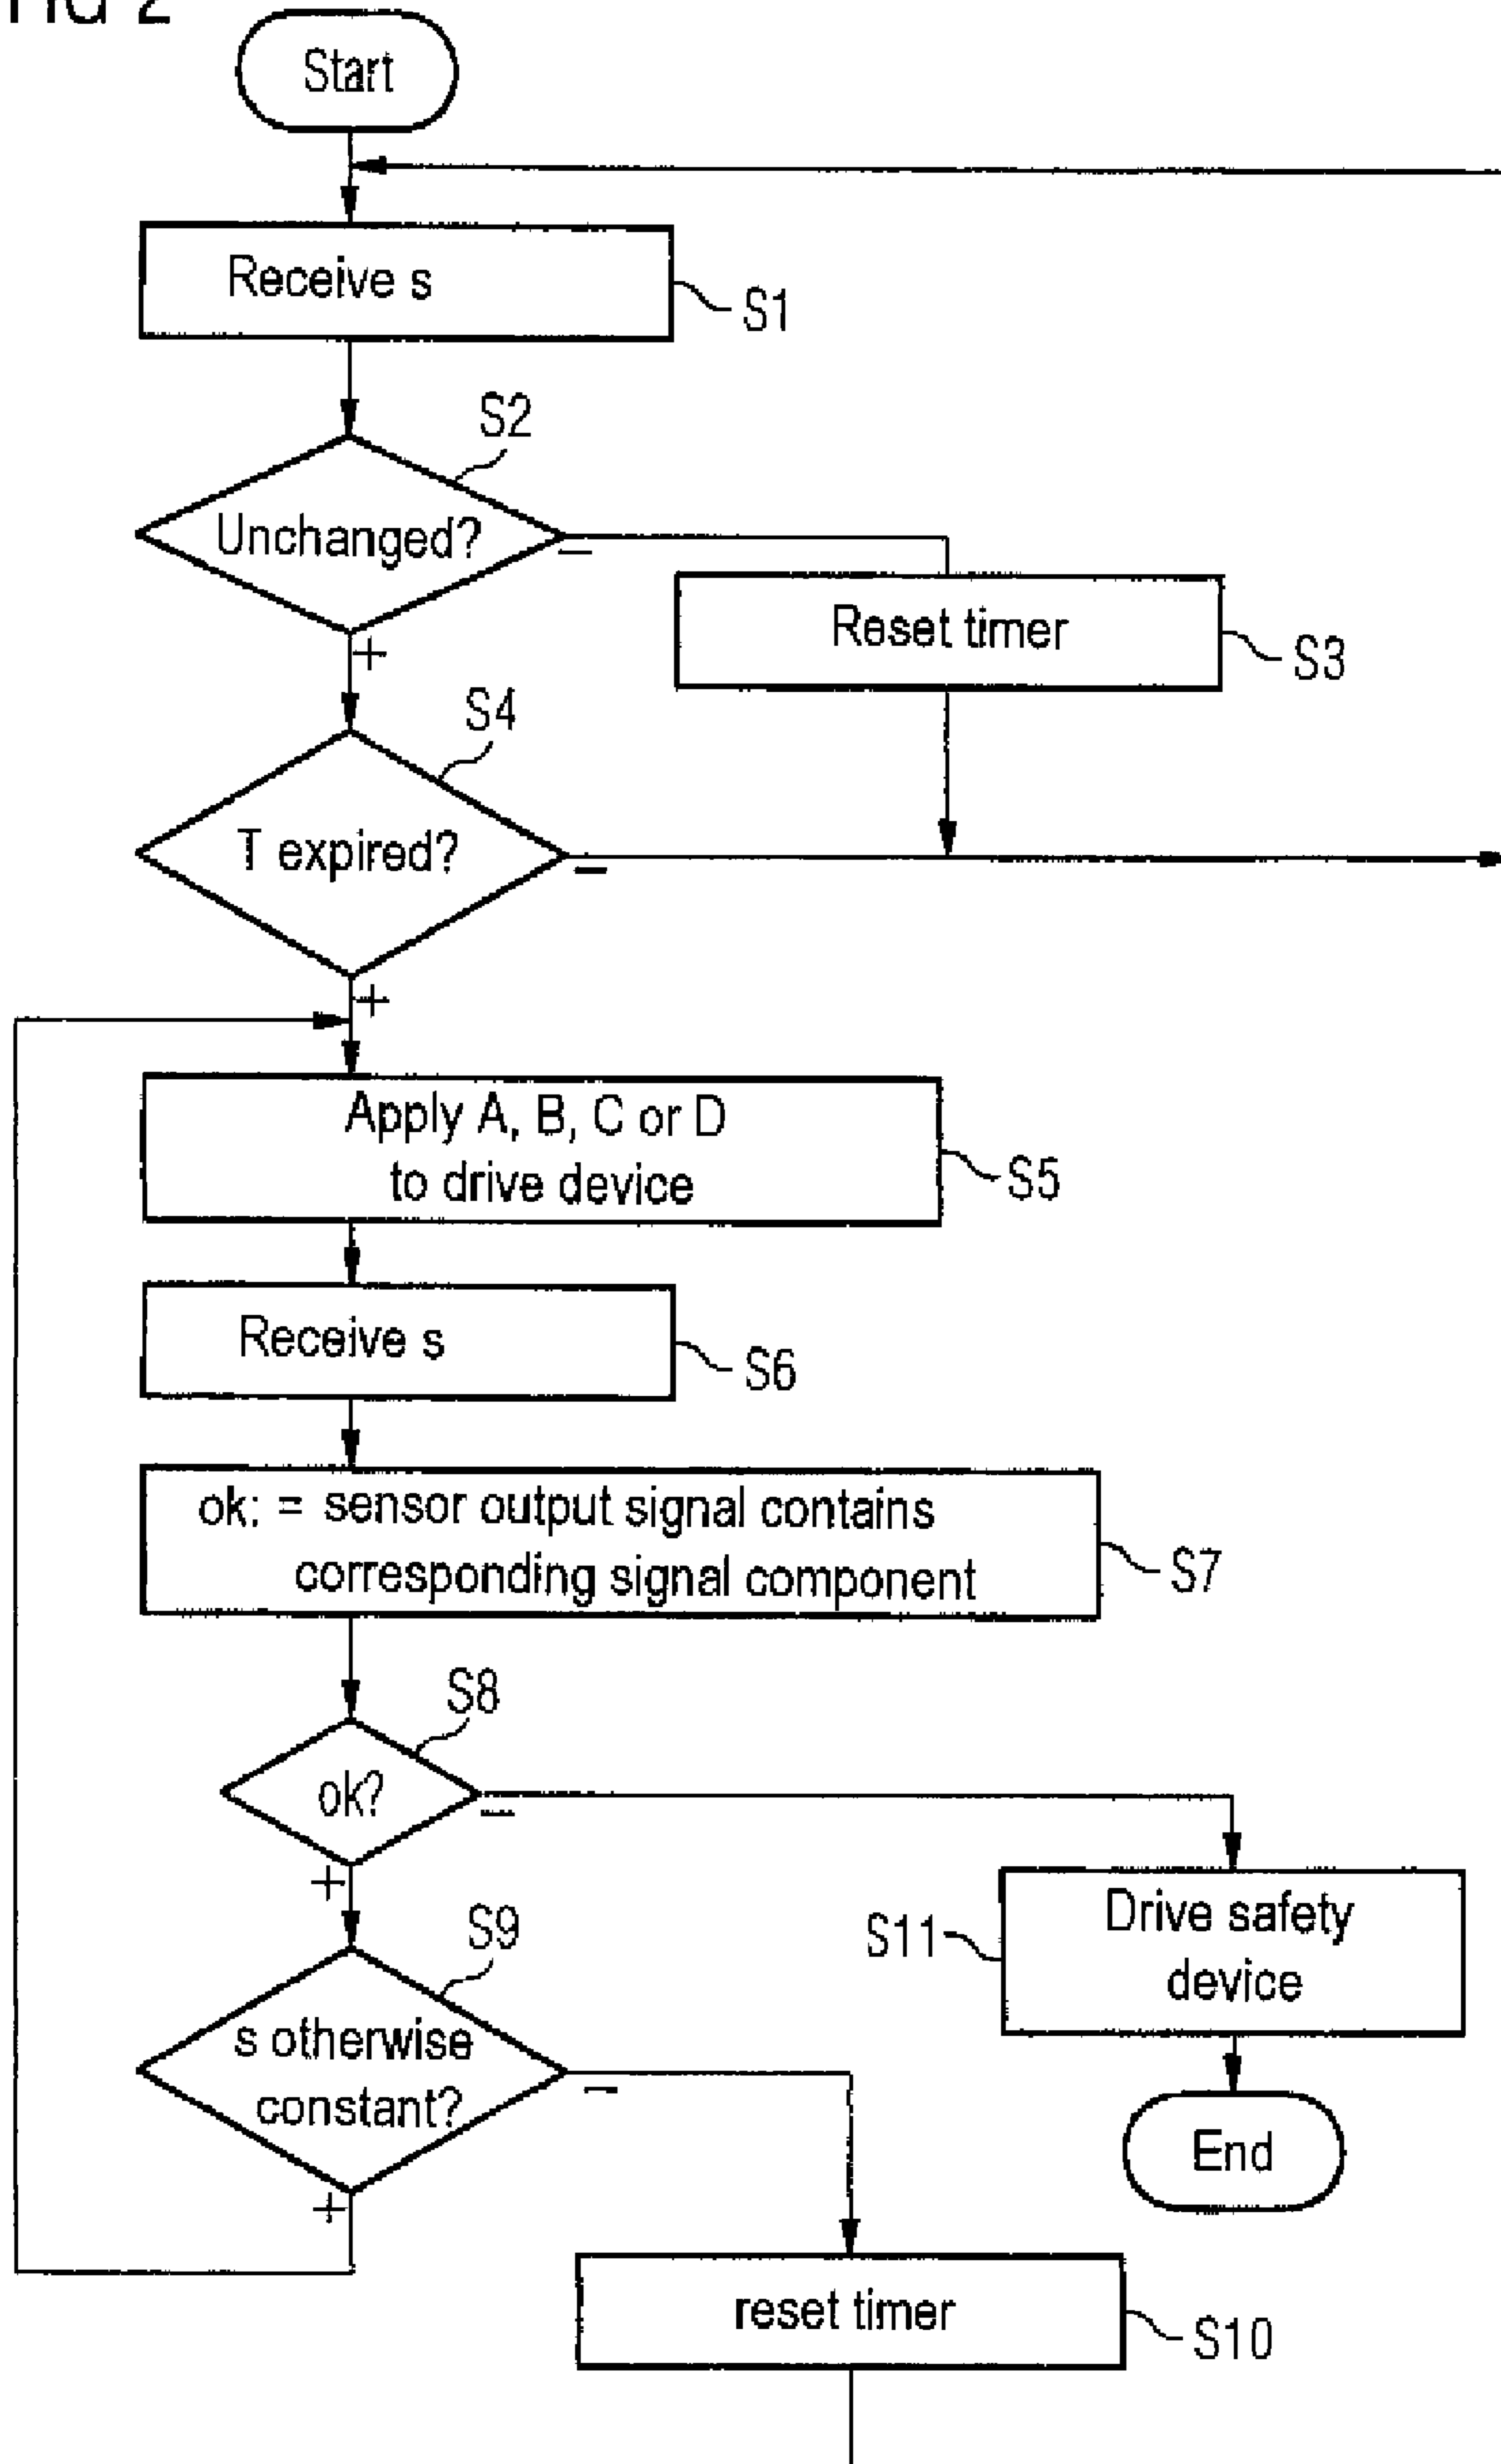 FIG 2
Start
Receive s
S1
S2
Unchanged?
−
Reset timer
S3
+
S4
T expired?
−
+
Apply A, B, C or D
to drive device
S5
Receive s
S6
ok: = sensor output signal contains
corresponding signal component
S7
S8
ok?
−
+
Drive safety
device
S11
S9
s otherwise
constant?
−
End
+
reset timer
S10